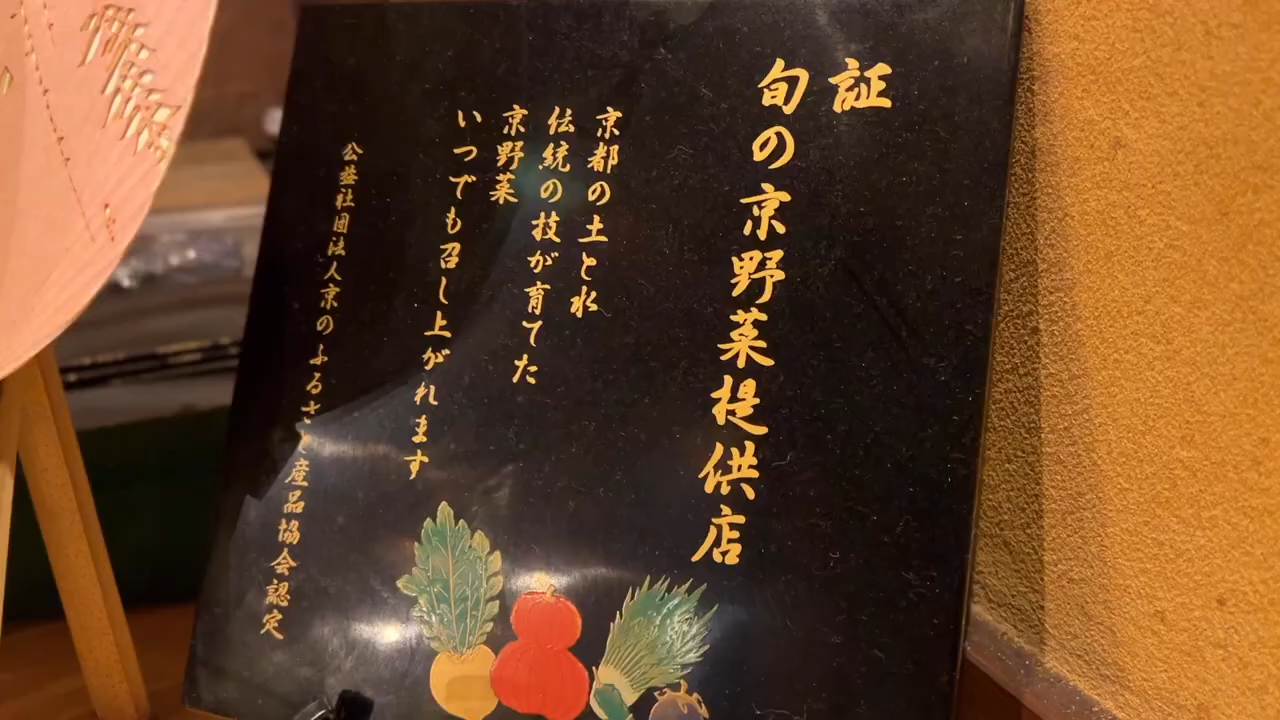 証
旬の京野菜提供店
京都の土と水
伝統の技が育てた
京野菜
いつでも召し上がれます
公益社団法人京のふるさと産品協会認定